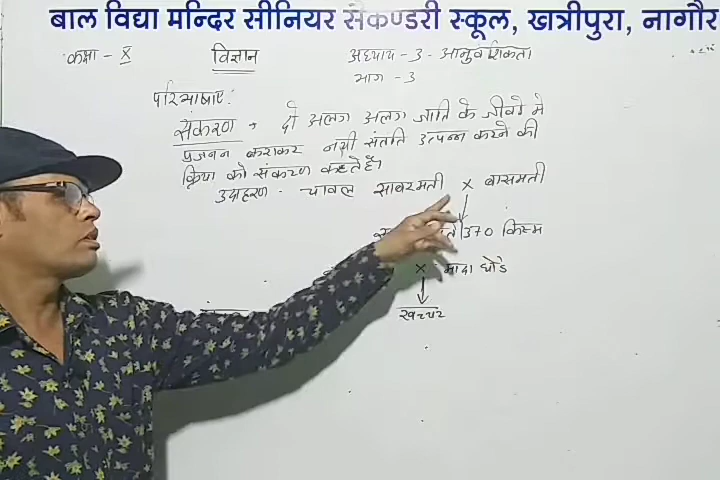 बाल विद्या मन्दिर सीनियर सैकण्डरी स्कूल, खत्रीपुरा, नागौर
कक्षा - X विज्ञान अध्याय - 3 - आनुवंशिकता
भाग - 3
परिभाषाएं:
संकरण → दो अलग अलग जाति के जीवो मे
प्रजनन कराकर नयी संतति उत्पन्न करने की
क्रिया को संकरण कहते हैं।
उदाहरण - चावल साबरमती × बासमती
370 किस्म
× मादा घोडे
खच्चर